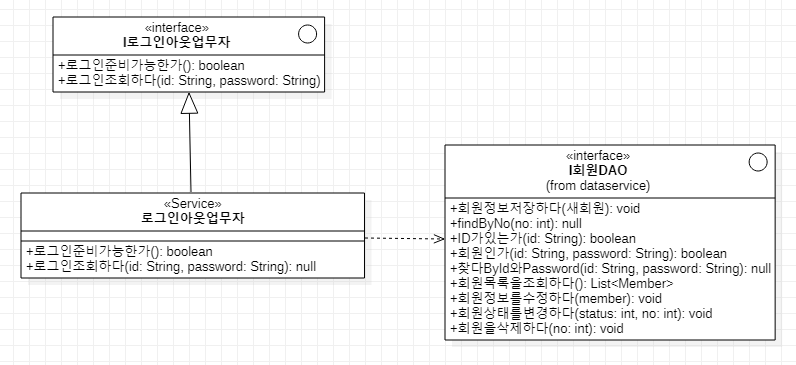 «interface»
I로그인아웃업무자
+로그인준비가능한가(): boolean
+로그인조회하다(id: String, password: String)
«Service»
로그인아웃업무자
+로그인준비가능한가(): boolean
+로그인조회하다(id: String, password: String): null
«interface»
I회원DAO
(from dataservice)
+회원정보저장하다(새회원): void
+findByNo(no: int): null
+ID가있는가(id: String): boolean
+회원인가(id: String, password: String): boolean
+찾다ById와Password(id: String, password: String): null
+회원목록을조회하다(): List<Member>
+회원정보를수정하다(member): void
+회원상태를변경하다(status: int, no: int): void
+회원을삭제하다(no: int): void